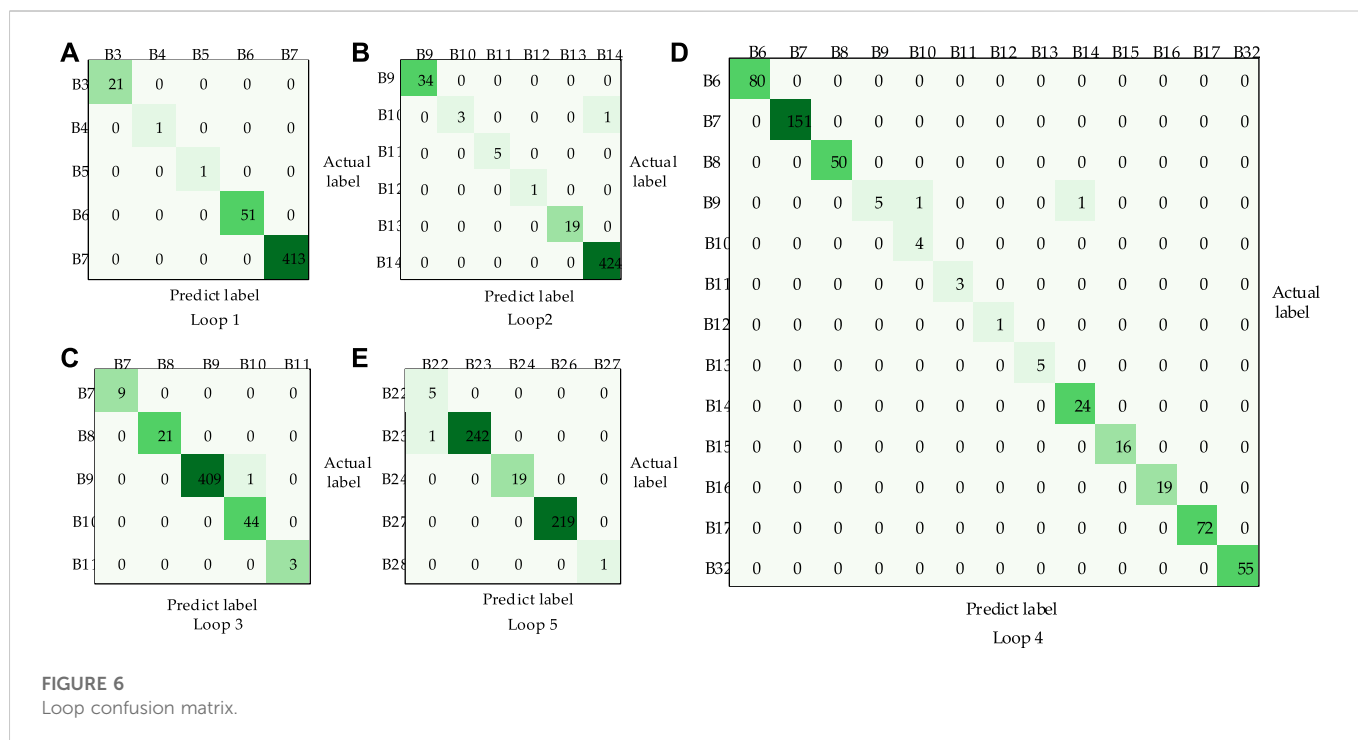 A
B3 B4 B5 B6 B7
B3 21 0 0 0 0
B4 0 1 0 0 0
B5 0 0 1 0 0
B6 0 0 0 51 0
B7 0 0 0 0 413
Actual label
Predict label
Loop 1
B
B9 B10 B11 B12 B13 B14
B9 34 0 0 0 0 0
B10 0 3 0 0 0 1
B11 0 0 5 0 0 0
B12 0 0 0 1 0 0
B13 0 0 0 0 19 0
B14 0 0 0 0 0 424
Actual label
Predict label
Loop2
C
B7 B8 B9 B10 B11
B7 9 0 0 0 0
B8 0 21 0 0 0
B9 0 0 409 1 0
B10 0 0 0 44 0
B11 0 0 0 0 3
Actual label
Predict label
Loop 3
E
B22 B23 B24 B26 B27
B22 5 0 0 0 0
B23 1 242 0 0 0
B24 0 0 19 0 0
B27 0 0 0 219 0
B28 0 0 0 0 1
Actual label
Predict label
Loop 5
D
B6 B7 B8 B9 B10 B11 B12 B13 B14 B15 B16 B17 B32
B6 80 0 0 0 0 0 0 0 0 0 0 0 0
B7 0 151 0 0 0 0 0 0 0 0 0 0 0
B8 0 0 50 0 0 0 0 0 0 0 0 0 0
B9 0 0 0 5 1 0 0 0 1 0 0 0 0
B10 0 0 0 0 4 0 0 0 0 0 0 0 0
B11 0 0 0 0 0 3 0 0 0 0 0 0 0
B12 0 0 0 0 0 0 1 0 0 0 0 0 0
B13 0 0 0 0 0 0 0 5 0 0 0 0 0
B14 0 0 0 0 0 0 0 0 24 0 0 0 0
B15 0 0 0 0 0 0 0 0 0 16 0 0 0
B16 0 0 0 0 0 0 0 0 0 0 19 0 0
B17 0 0 0 0 0 0 0 0 0 0 0 72 0
B32 0 0 0 0 0 0 0 0 0 0 0 0 55
Actual label
Predict label
Loop 4
FIGURE 6
Loop confusion matrix.